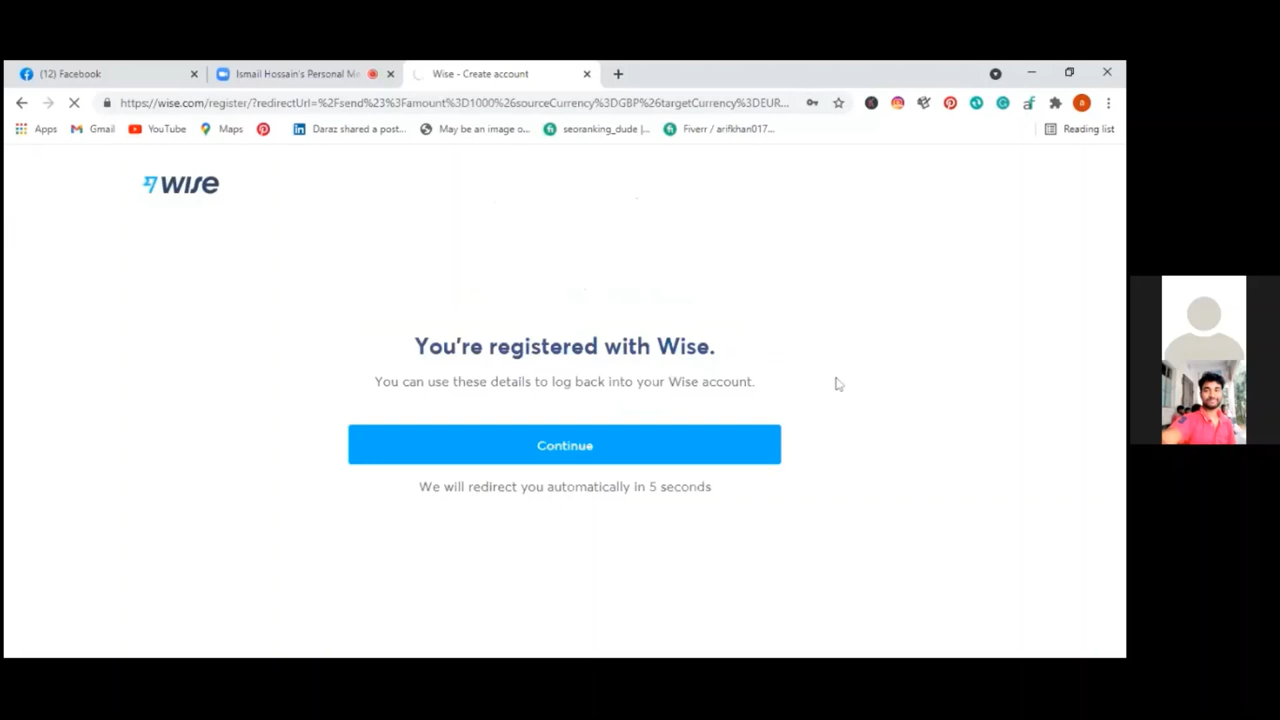 (12) Facebook
Ismail Hossain's Personal Me
Wise - Create account
https://wise.com/register/?redirectUrl=%2Fsend%23%3Famount%3D1000%26sourceCurrency%3DGBP%26targetCurrency%3DEUR...
Apps
Gmail
YouTube
Maps
Daraz shared a post...
May be an image o...
seoranking_dude |...
Fiverr / arifkhan017...
Reading list
wise
You're registered with Wise.
You can use these details to log back into your Wise account.
Continue
We will redirect you automatically in 5 seconds